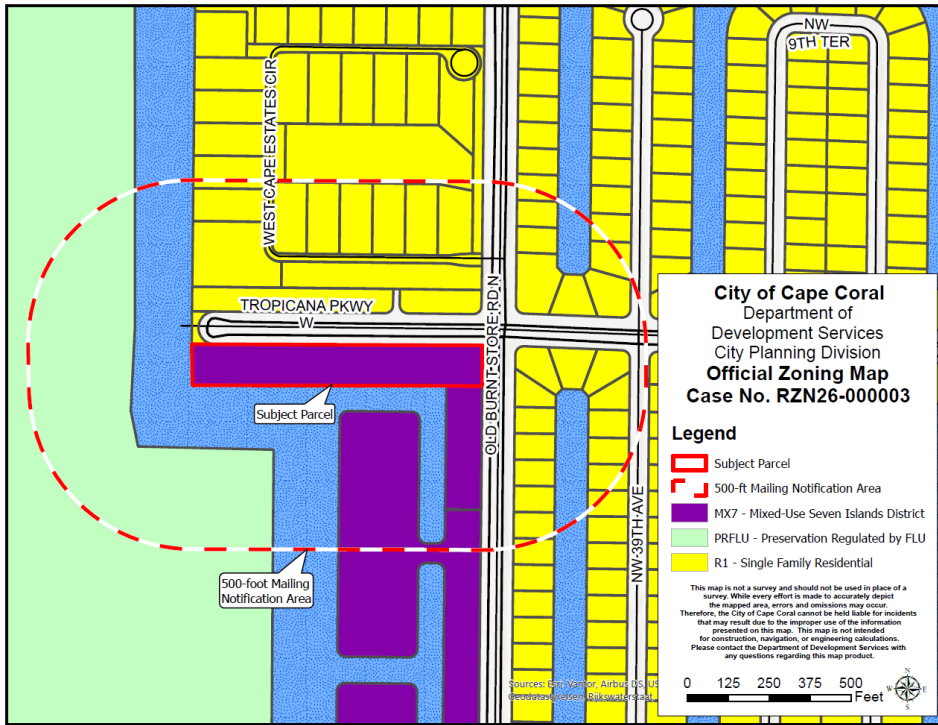 NW
9TH TER
WEST CAPE ESTATES CIR
TROPICANA PKWY
W
OLD BURNT STORE RD N
Subject Parcel
NW 39TH AVE
500-foot Mailing
Notification Area
City of Cape Coral
Department of
Development Services
City Planning Division
Official Zoning Map
Case No. RZN26-000003
Legend
Subject Parcel
500-ft Mailing Notification Area
MX7 - Mixed-Use Seven Islands District
PRFLU - Preservation Regulated by FLU
R1 - Single Family Residential
This map is not a survey and should not be used in place of a
survey. While every effort is made to accurately depict
the mapped area, errors and omissions may occur.
Therefore, the City of Cape Coral cannot be held liable for incidents
that may result due to the improper use of the information
presented on this map. This map is not intended
for construction, navigation, or engineering calculations.
Please contact the Department of Development Services with
any questions regarding this map product.
Sources: Esri, Vantor, Airbus DS, US
Rijkswaterstaat,
0 125 250 375 500
Feet
N
W E
S